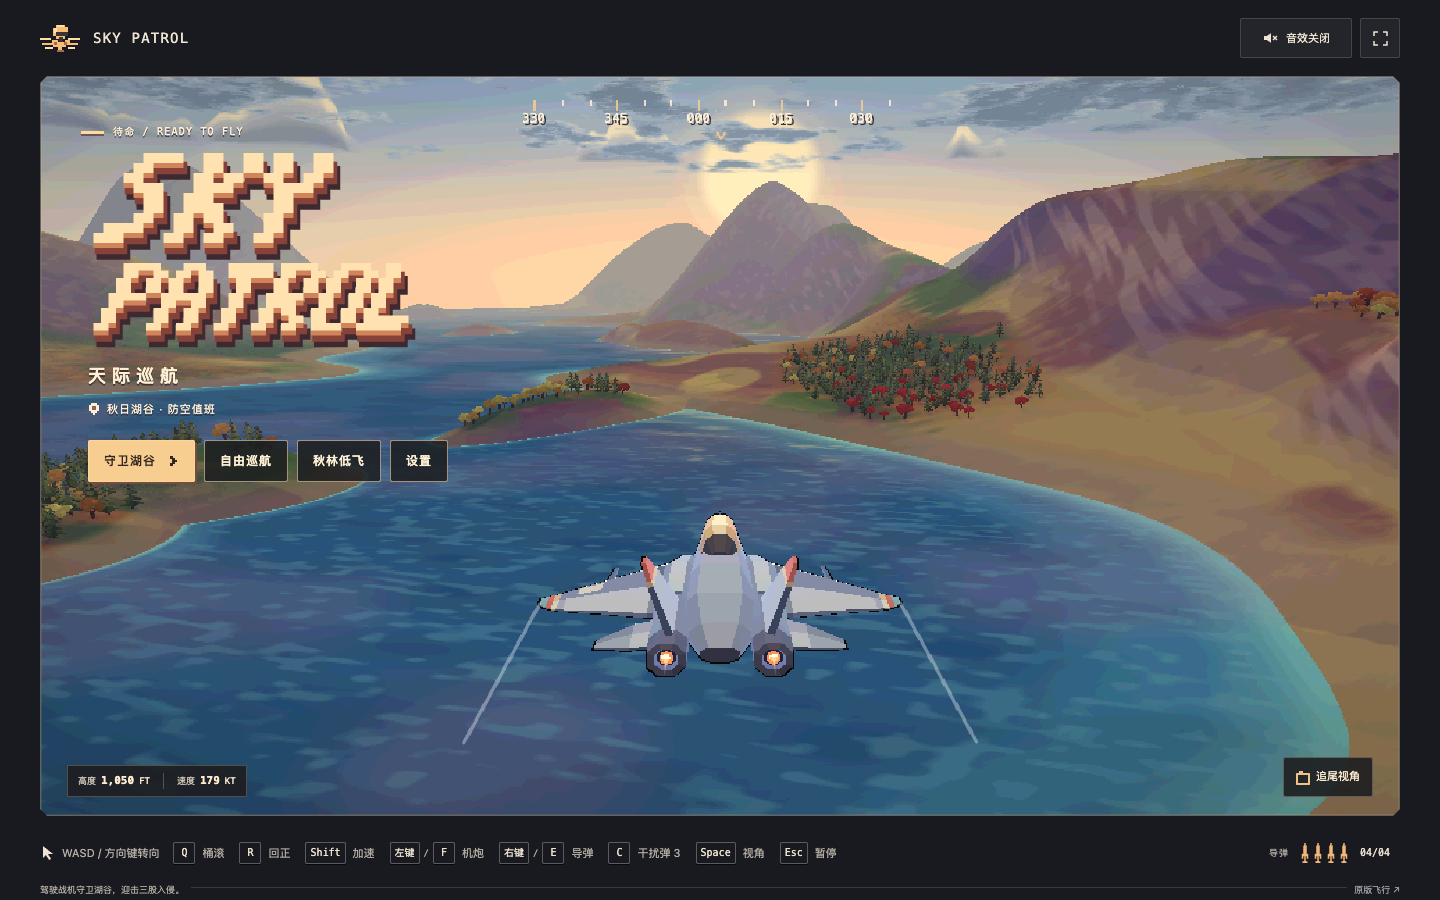 SKY PATROL
音效关闭
330 345 000 015 030
待命 / READY TO FLY
SKY
PATROL
天际巡航
秋日湖谷 · 防空值班
守卫湖谷 自由巡航 秋林低飞 设置
高度 1,050 FT 速度 179 KT
追尾视角
WASD / 方向键转向 Q 桶滚 R 回正 Shift 加速 左键 / F 机炮 右键 / E 导弹 C 干扰弹 3 Space 视角 Esc 暂停
导弹 04/04
驾驶战机守卫湖谷，迎击三股入侵。
原版飞行 ↗